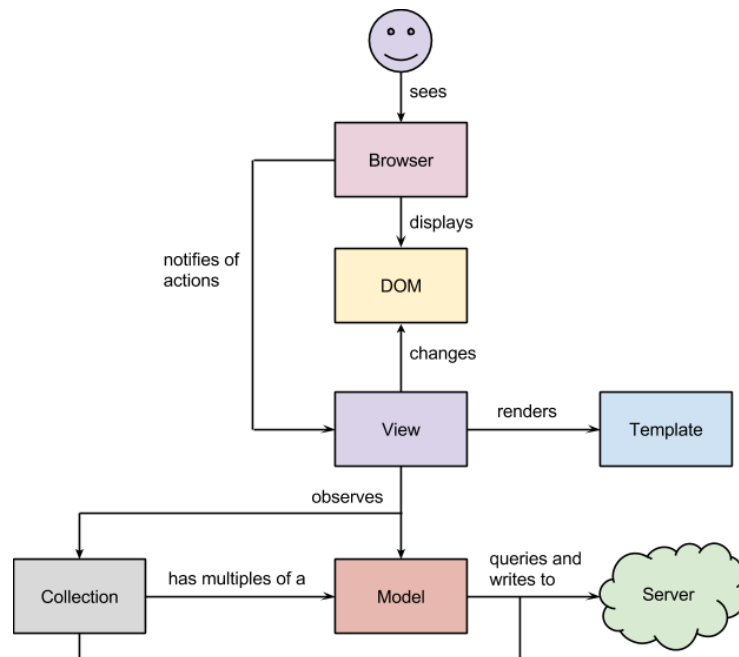 sees
Browser
displays
notifies of
actions
DOM
changes
View
renders
Template
observes
Collection
has multiples of a
Model
queries and
writes to
Server